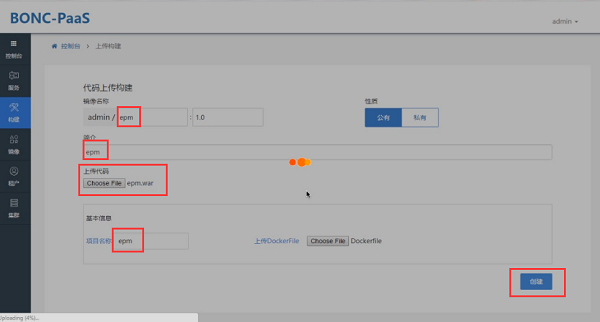 BONC-PaaS
admin
控制台 > 上传构建
控制台
服务
构建
镜像
租户
集群
代码上传构建
镜像名称
性质
admin / epm : 1.0
公有 私有
简介
epm
上传代码
Choose File epm.war
基本信息
项目名称 epm 上传DockerFile Choose File Dockerfile
创建
Uploading (4%)...